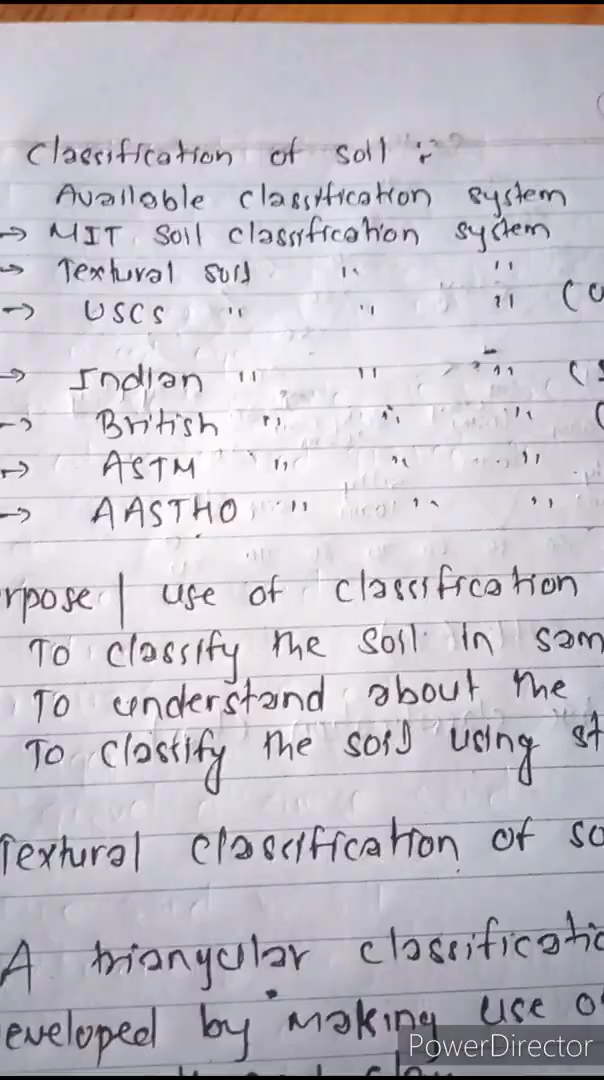 Classification of soil :-
Available classification system
→ MIT soil classification system
→ Textural soil " "
→ USCS " " " (U
→ Indian " " " (
→ British " " " (
→ ASTM " " "
→ AASTHO " " "
rpose / use of classification
To classify the soil in sam
To understand about the
To classify the soil using st
Textural classification of so
A triangular classificatio
eveloped by making use o
PowerDirector